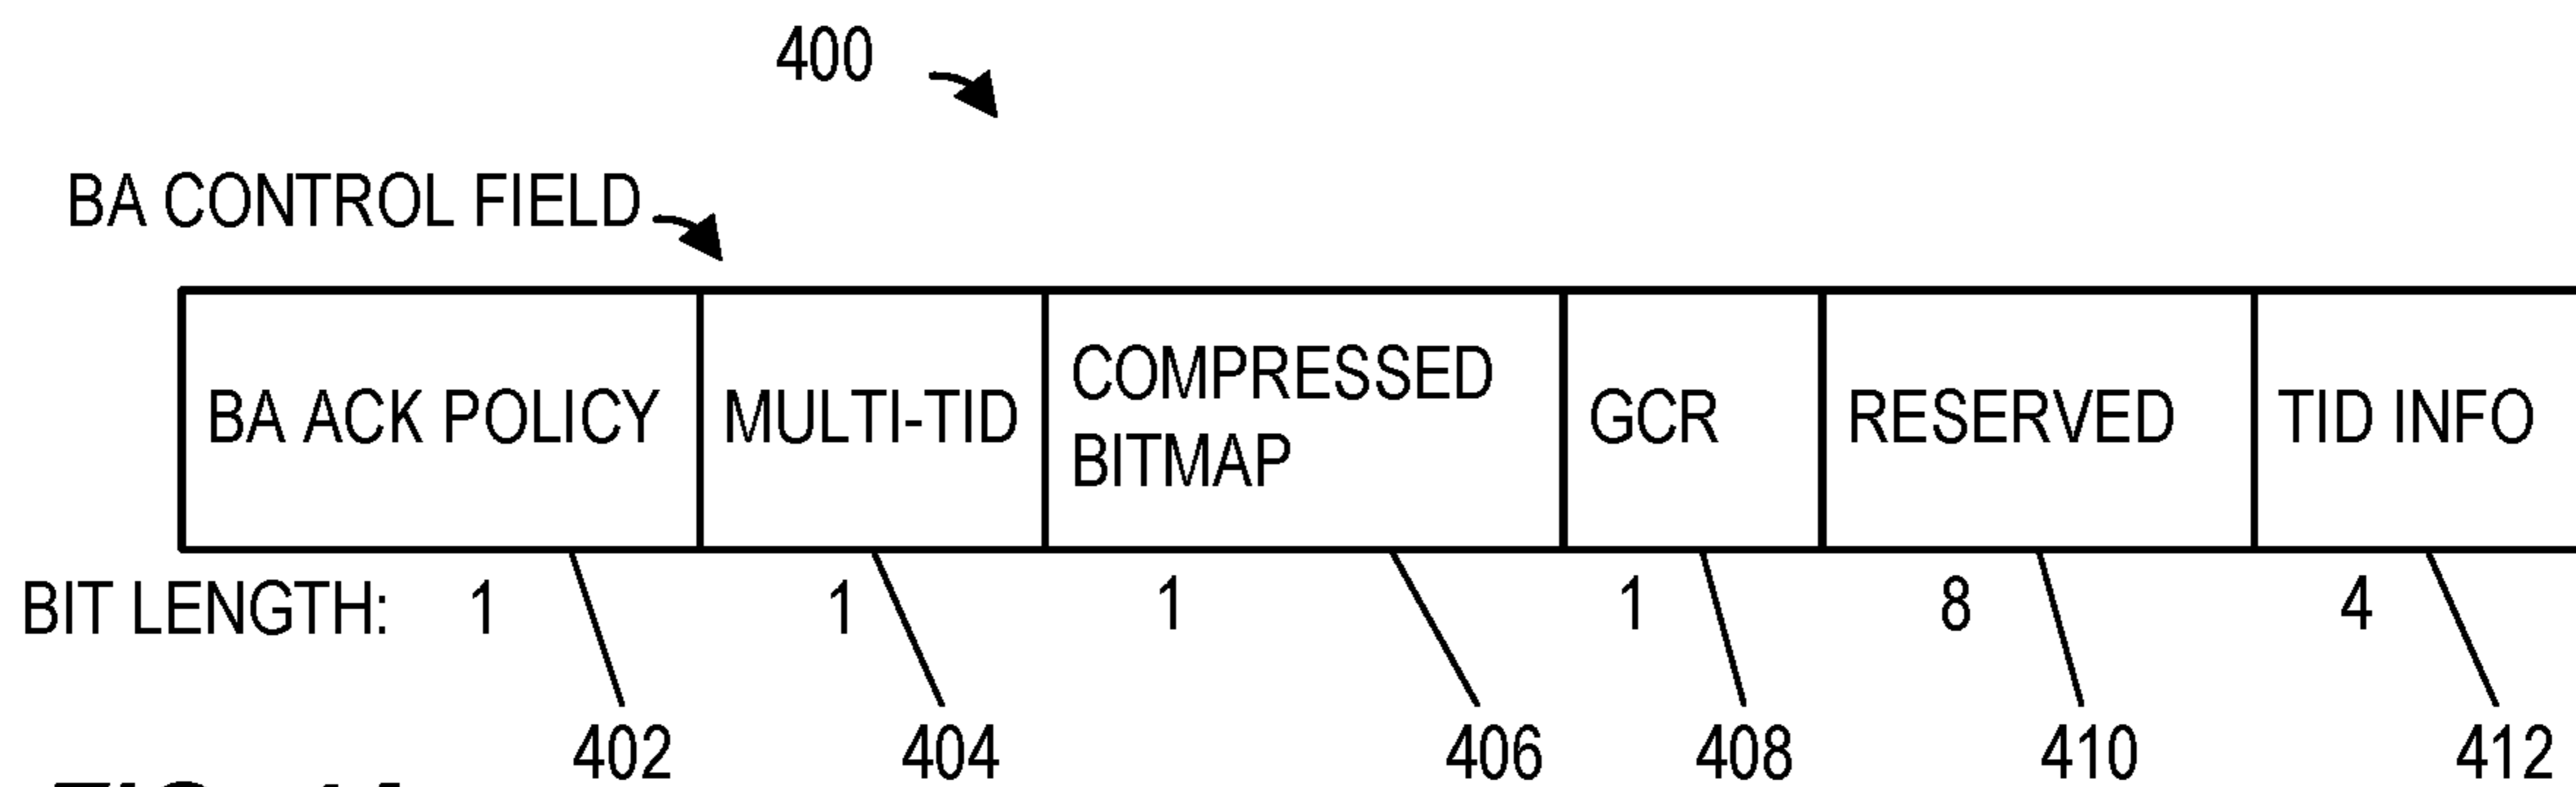 400
BA CONTROL FIELD
BA ACK POLICY MULTI-TID COMPRESSED BITMAP GCR RESERVED TID INFO
BIT LENGTH: 1 1 1 1 8 4
402 404 406 408 410 412